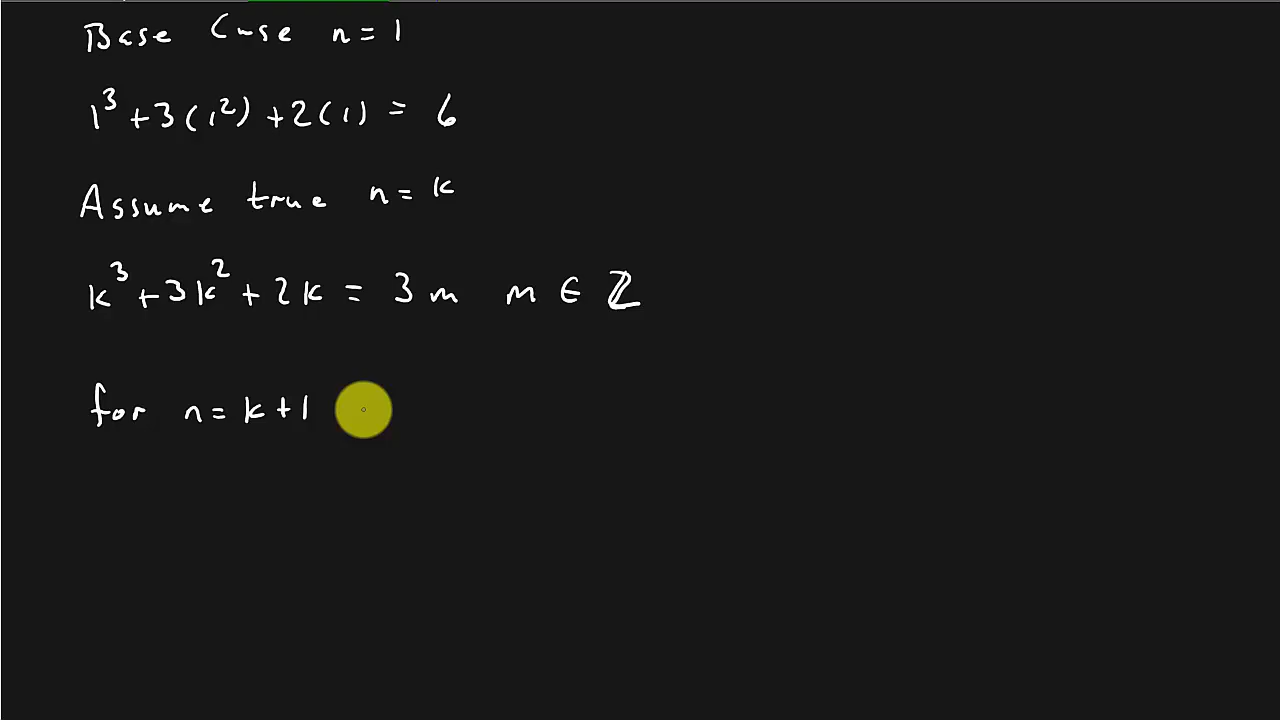 Base Case n = 1
1³ + 3(1²) + 2(1) = 6
Assume true n = k
k³ + 3k² + 2k = 3m m ∈ ℤ
for n = k + 1